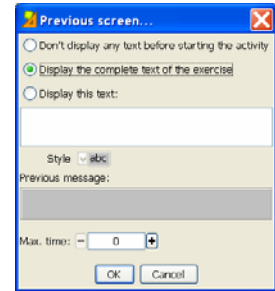 Previous screen...
Don't display any text before starting the activity
Display the complete text of the exercise
Display this text:
Style abc
Previous message:
Max. time: - 0 +
OK Cancel